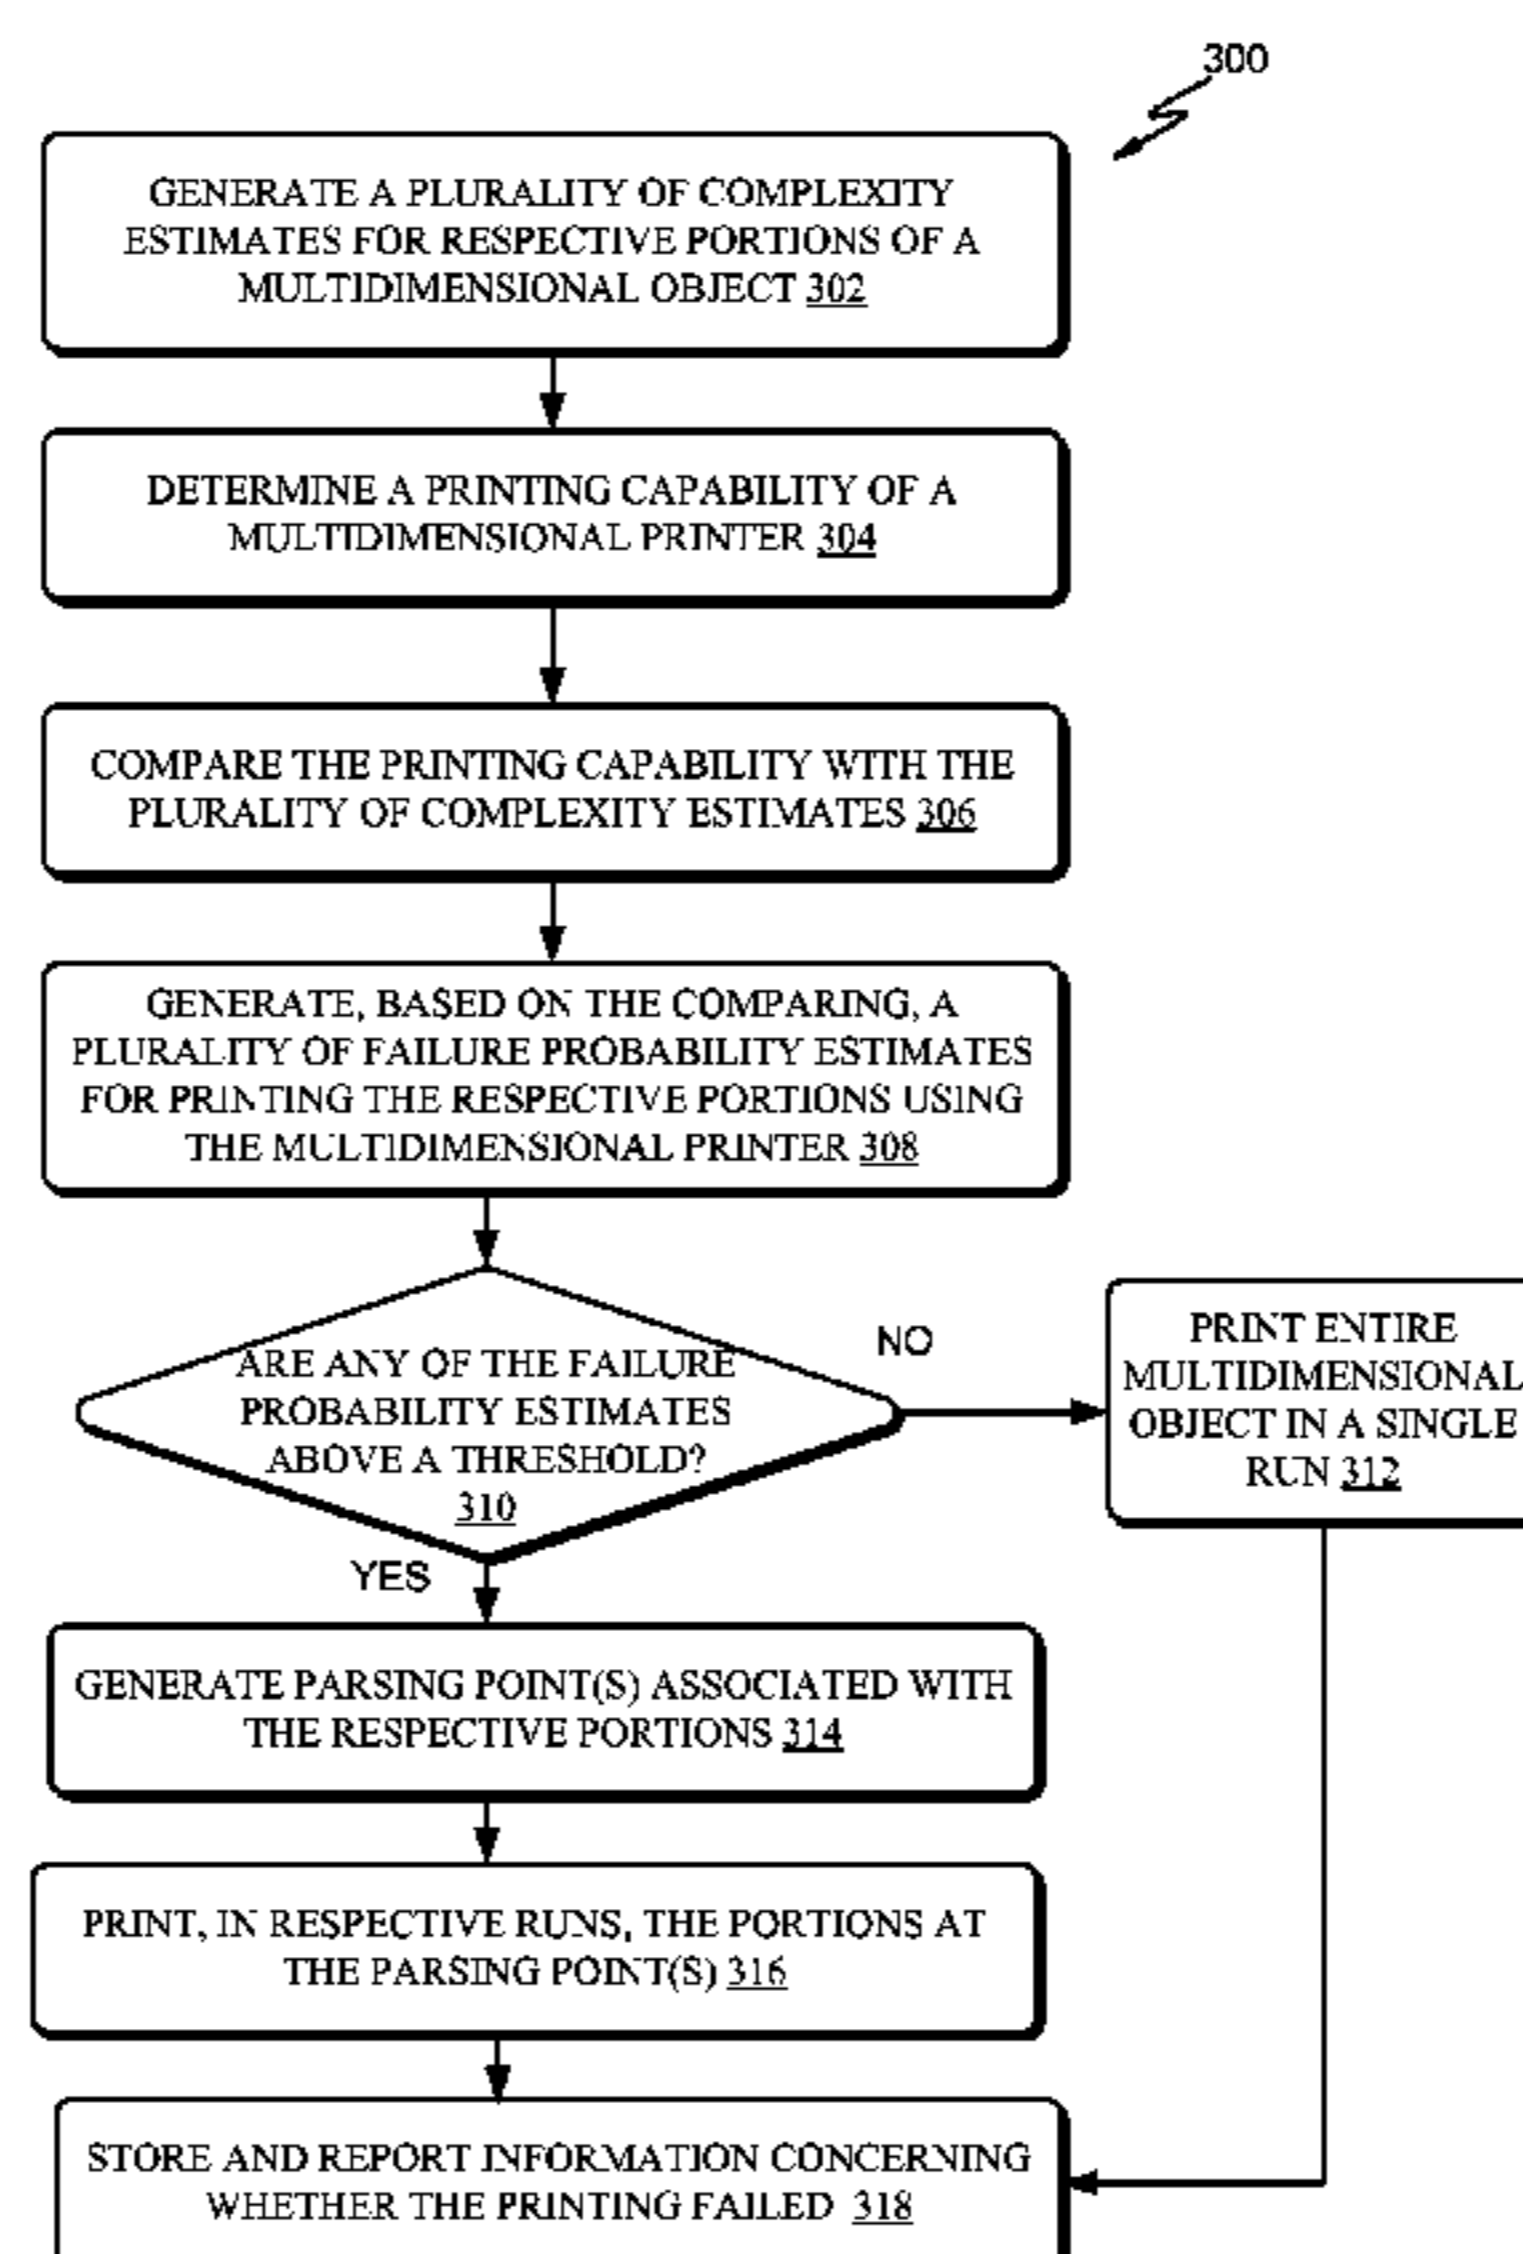 300
GENERATE A PLURALITY OF COMPLEXITY
ESTIMATES FOR RESPECTIVE PORTIONS OF A
MULTIDIMENSIONAL OBJECT 302
DETERMINE A PRINTING CAPABILITY OF A
MULTIDIMENSIONAL PRINTER 304
COMPARE THE PRINTING CAPABILITY WITH THE
PLURALITY OF COMPLEXITY ESTIMATES 306
GENERATE, BASED ON THE COMPARING, A
PLURALITY OF FAILURE PROBABILITY ESTIMATES
FOR PRINTING THE RESPECTIVE PORTIONS USING
THE MULTIDIMENSIONAL PRINTER 308
ARE ANY OF THE FAILURE
PROBABILITY ESTIMATES
ABOVE A THRESHOLD?
310
NO
PRINT ENTIRE
MULTIDIMENSIONAL
OBJECT IN A SINGLE
RUN 312
YES
GENERATE PARSING POINT(S) ASSOCIATED WITH
THE RESPECTIVE PORTIONS 314
PRINT, IN RESPECTIVE RUNS, THE PORTIONS AT
THE PARSING POINT(S) 316
STORE AND REPORT INFORMATION CONCERNING
WHETHER THE PRINTING FAILED 318